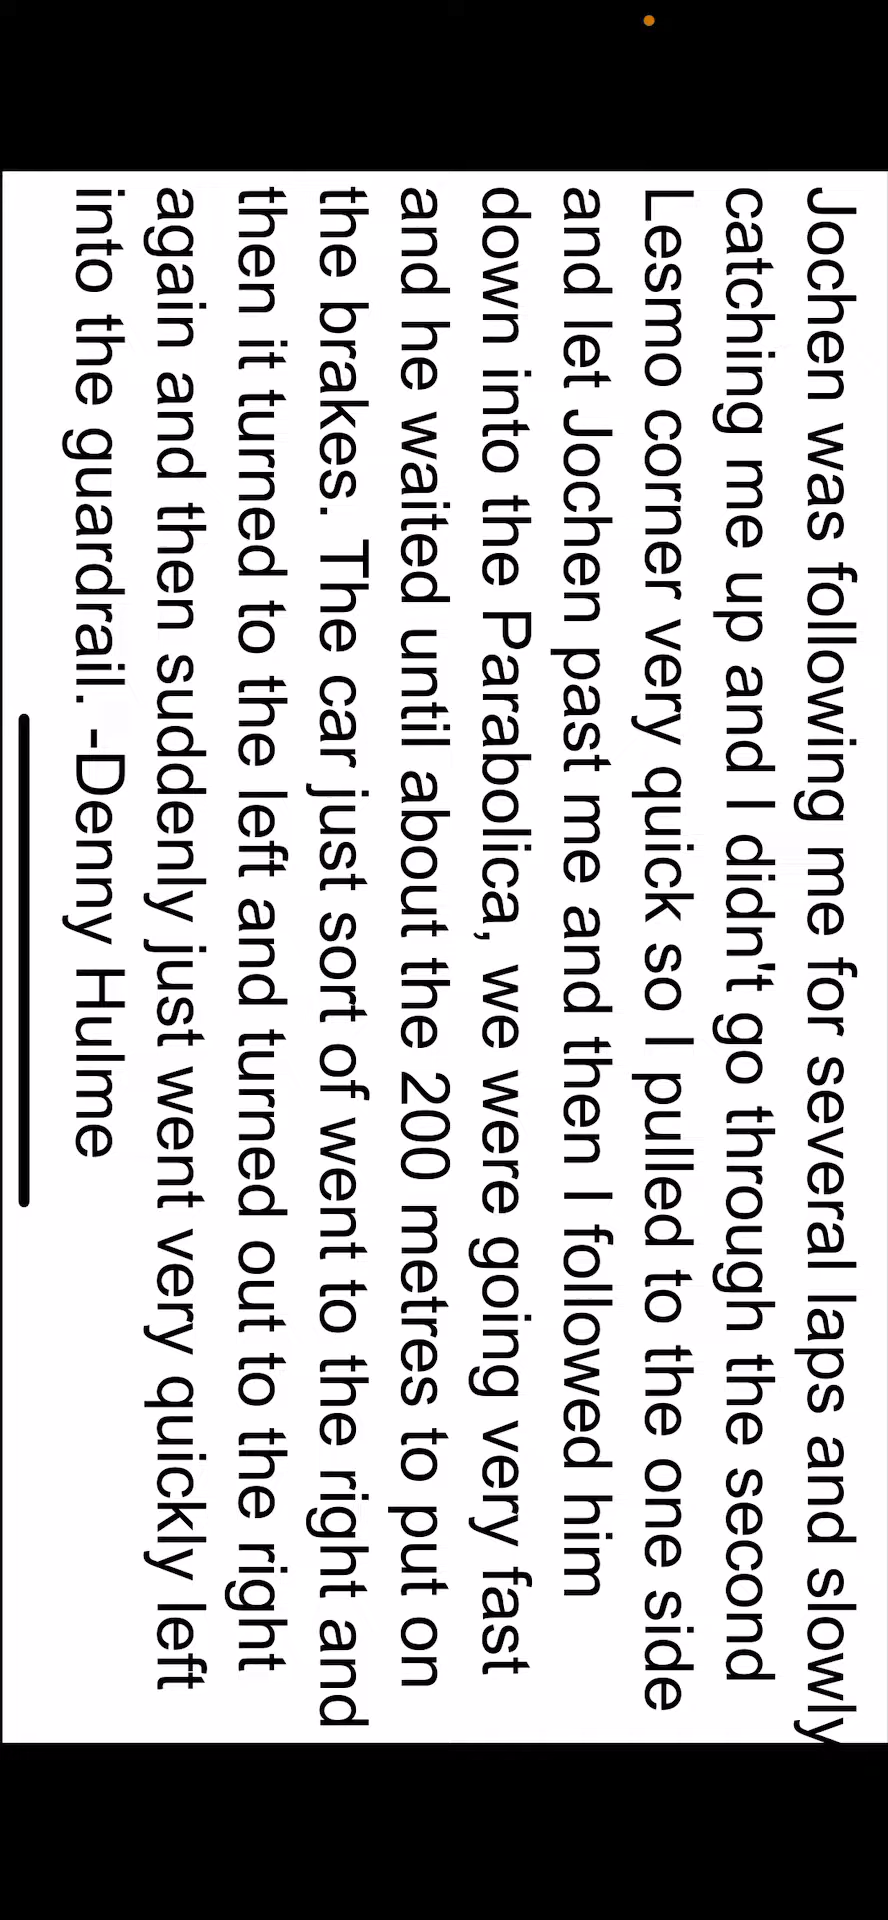 Jochen was following me for several laps and slowly
catching me up and I didn't go through the second
Lesmo corner very quick so I pulled to the one side
and let Jochen past me and then I followed him
down into the Parabolica, we were going very fast
and he waited until about the 200 metres to put on
the brakes. The car just sort of went to the right and
then it turned to the left and turned out to the right
again and then suddenly just went very quickly left
into the guardrail. -Denny Hulme